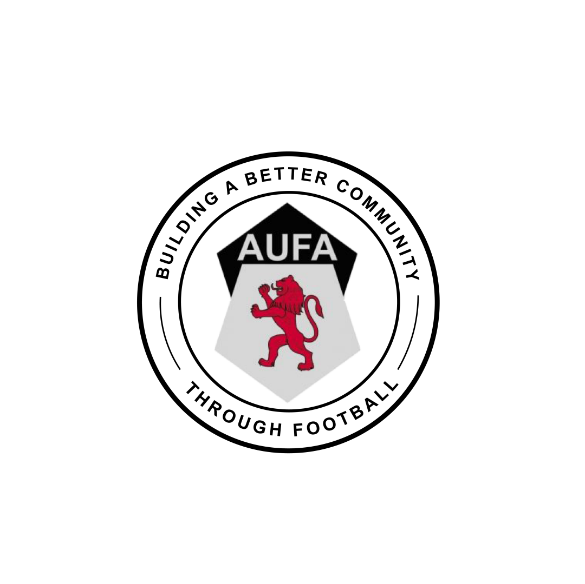 BUILDING A BETTER COMMUNITY
AUFA
THROUGH FOOTBALL